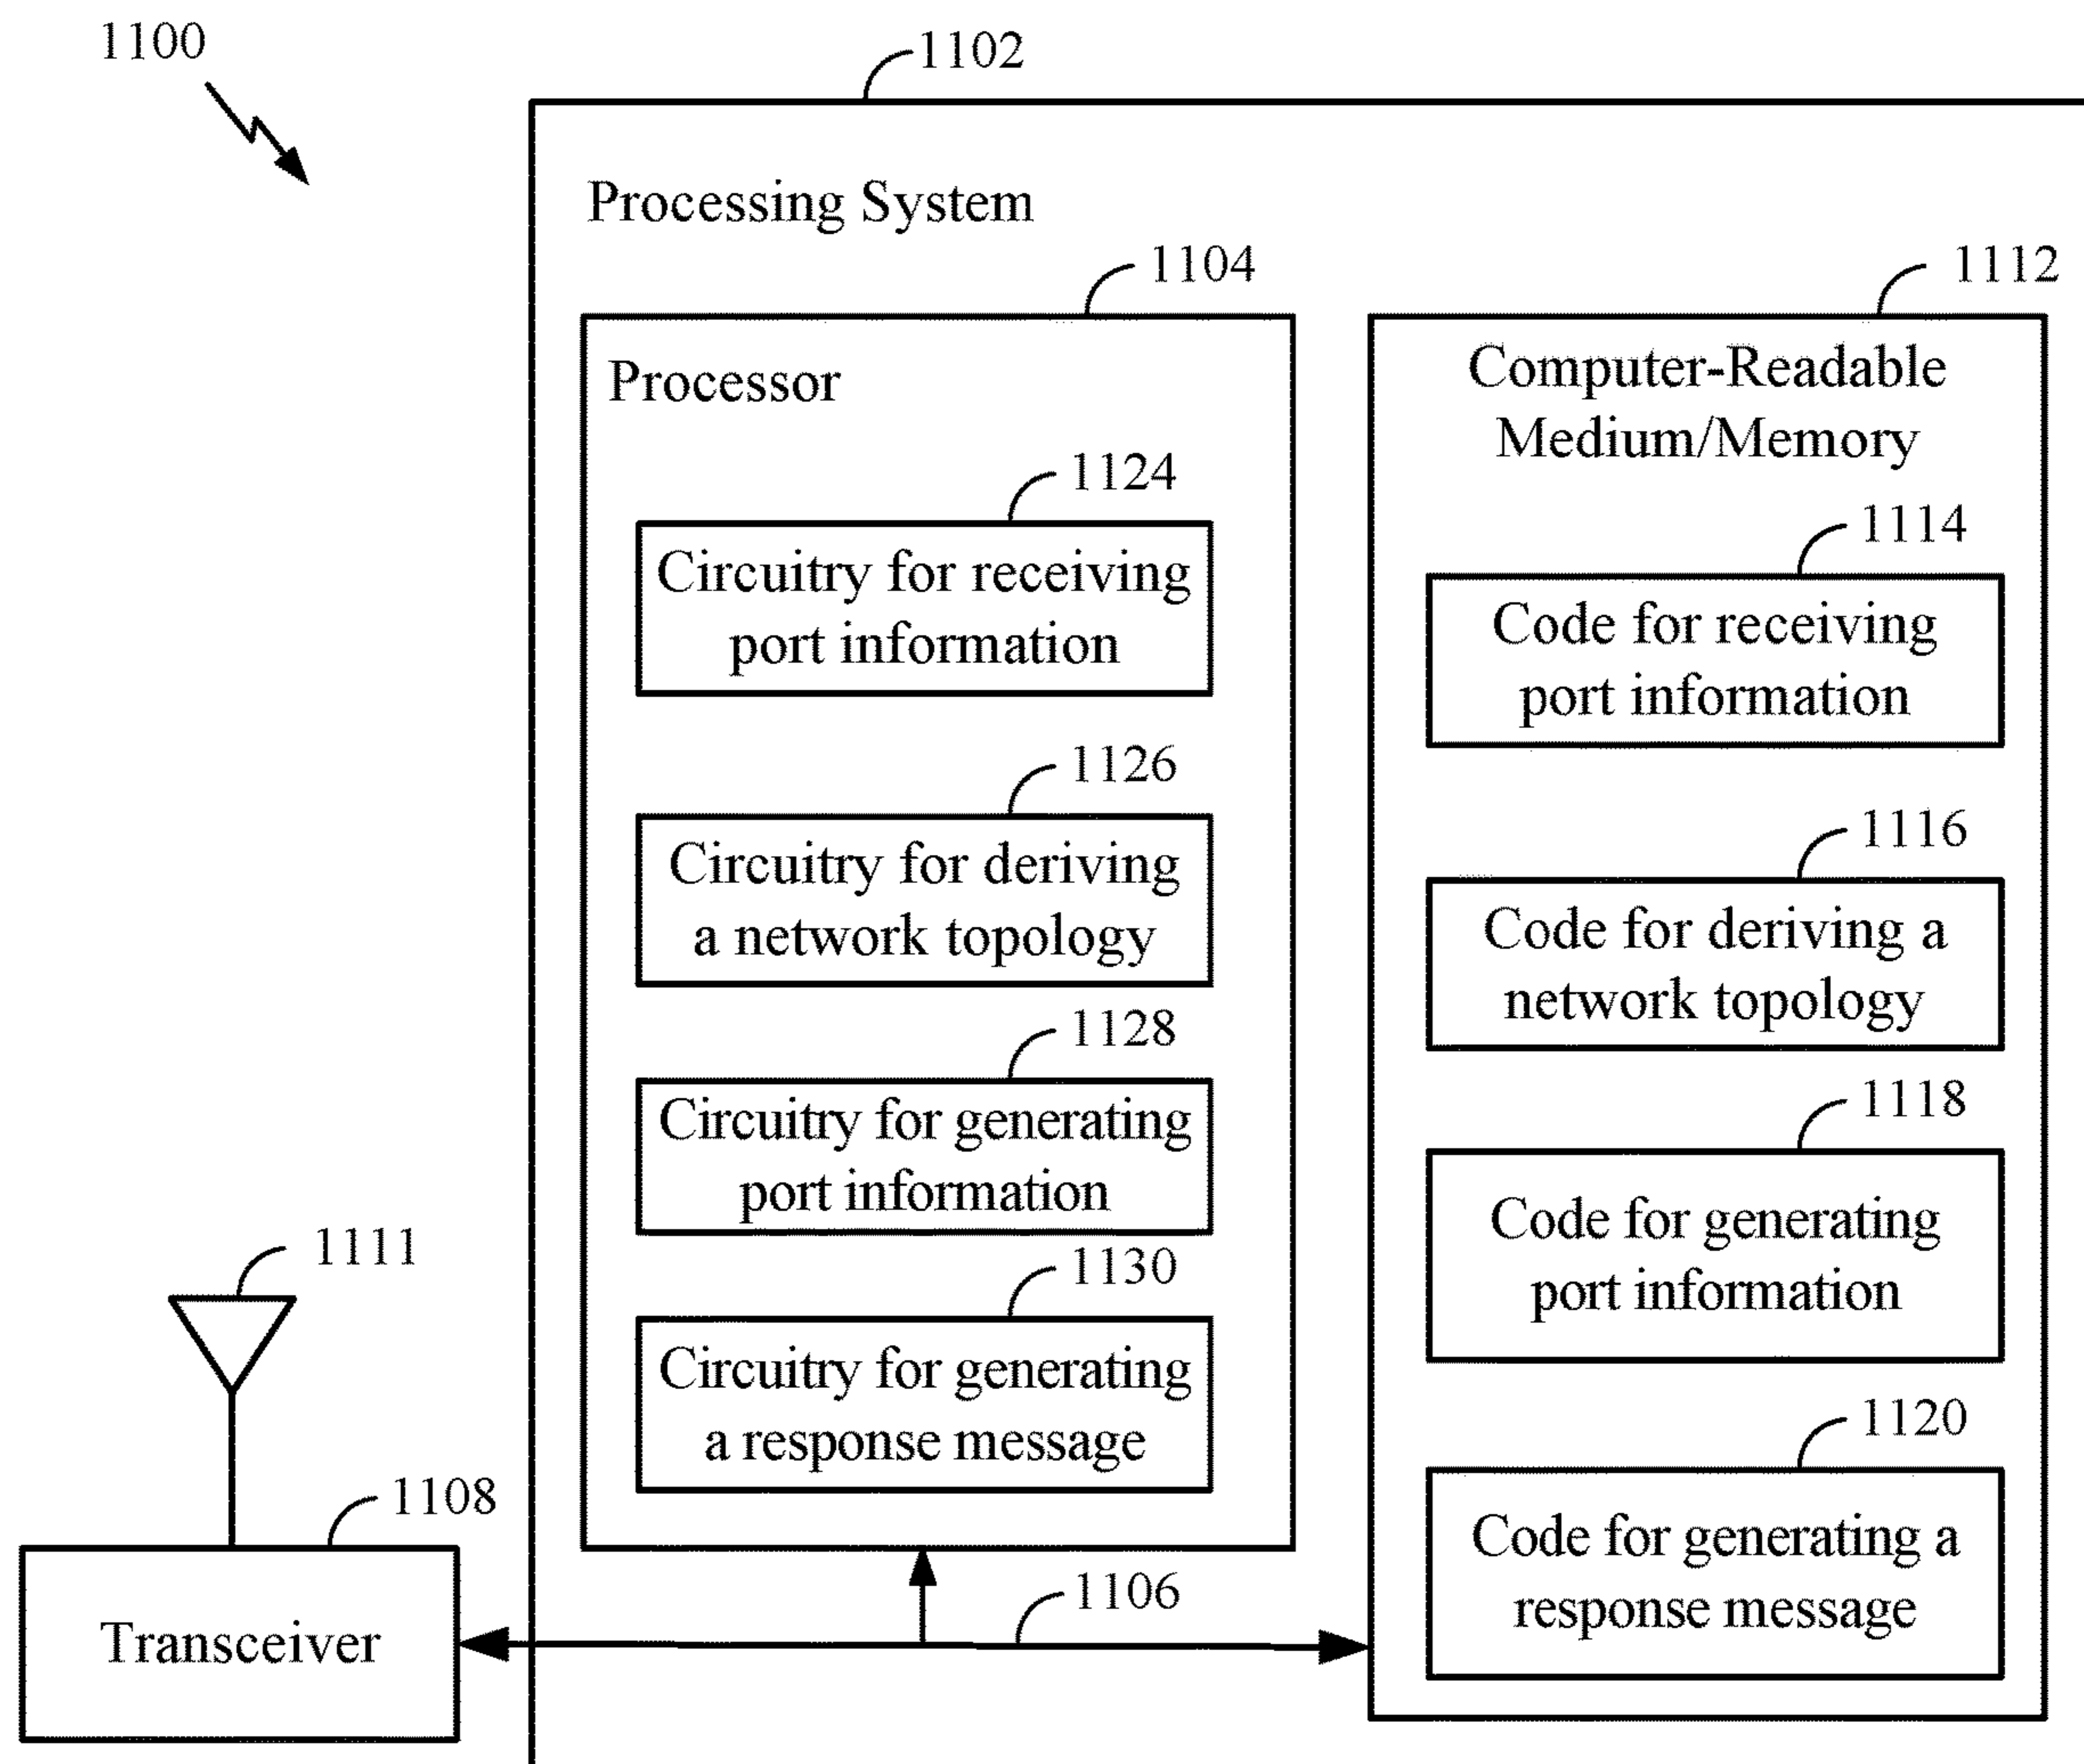 1100
1102
Processing System
1104
1112
Processor
Computer-Readable
Medium/Memory
1124
Circuitry for receiving
port information
1114
Code for receiving
port information
1126
Circuitry for deriving
a network topology
1116
Code for deriving a
network topology
1128
Circuitry for generating
port information
1118
Code for generating
port information
1130
Circuitry for generating
a response message
1120
Code for generating a
response message
1111
1108
Transceiver
1106